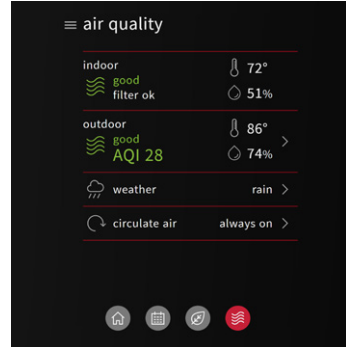 air quality
indoor
good
filter ok
72°
51%
outdoor
good
AQI 28
86°
74%
weather rain
circulate air always on